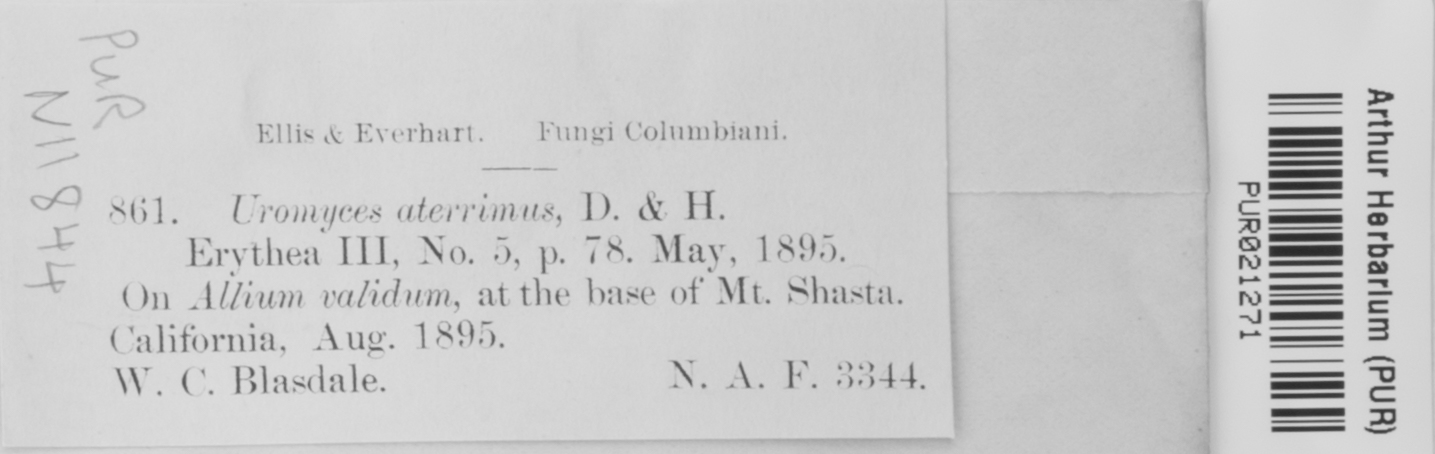 PUR
N11844
Ellis & Everhart. Fungi Columbiani.
861. Uromyces aterrimus, D. & H.
Erythea III, No. 5, p. 78. May, 1895.
On Allium validum, at the base of Mt. Shasta.
California, Aug. 1895.
W. C. Blasdale. N. A. F. 3344.
Arthur Herbarium (PUR)
PUR021271